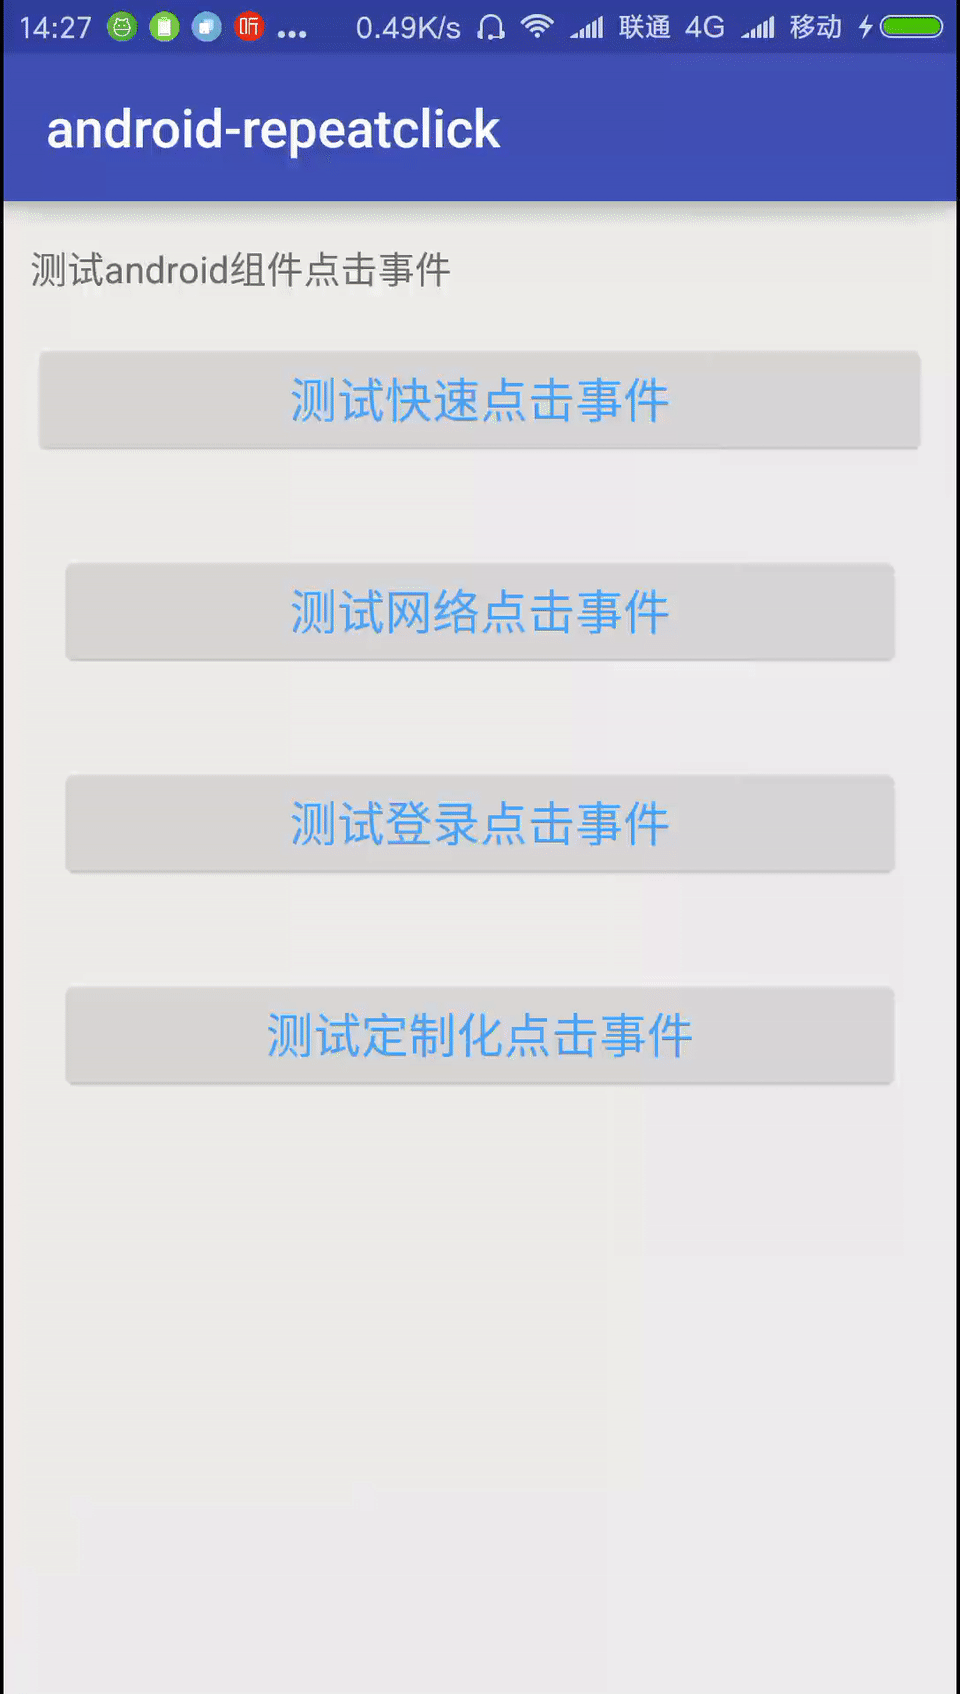 14:27 听 ... 0.49K/s 联通 4G 移动
android-repeatclick
测试android组件点击事件
测试快速点击事件
测试网络点击事件
测试登录点击事件
测试定制化点击事件